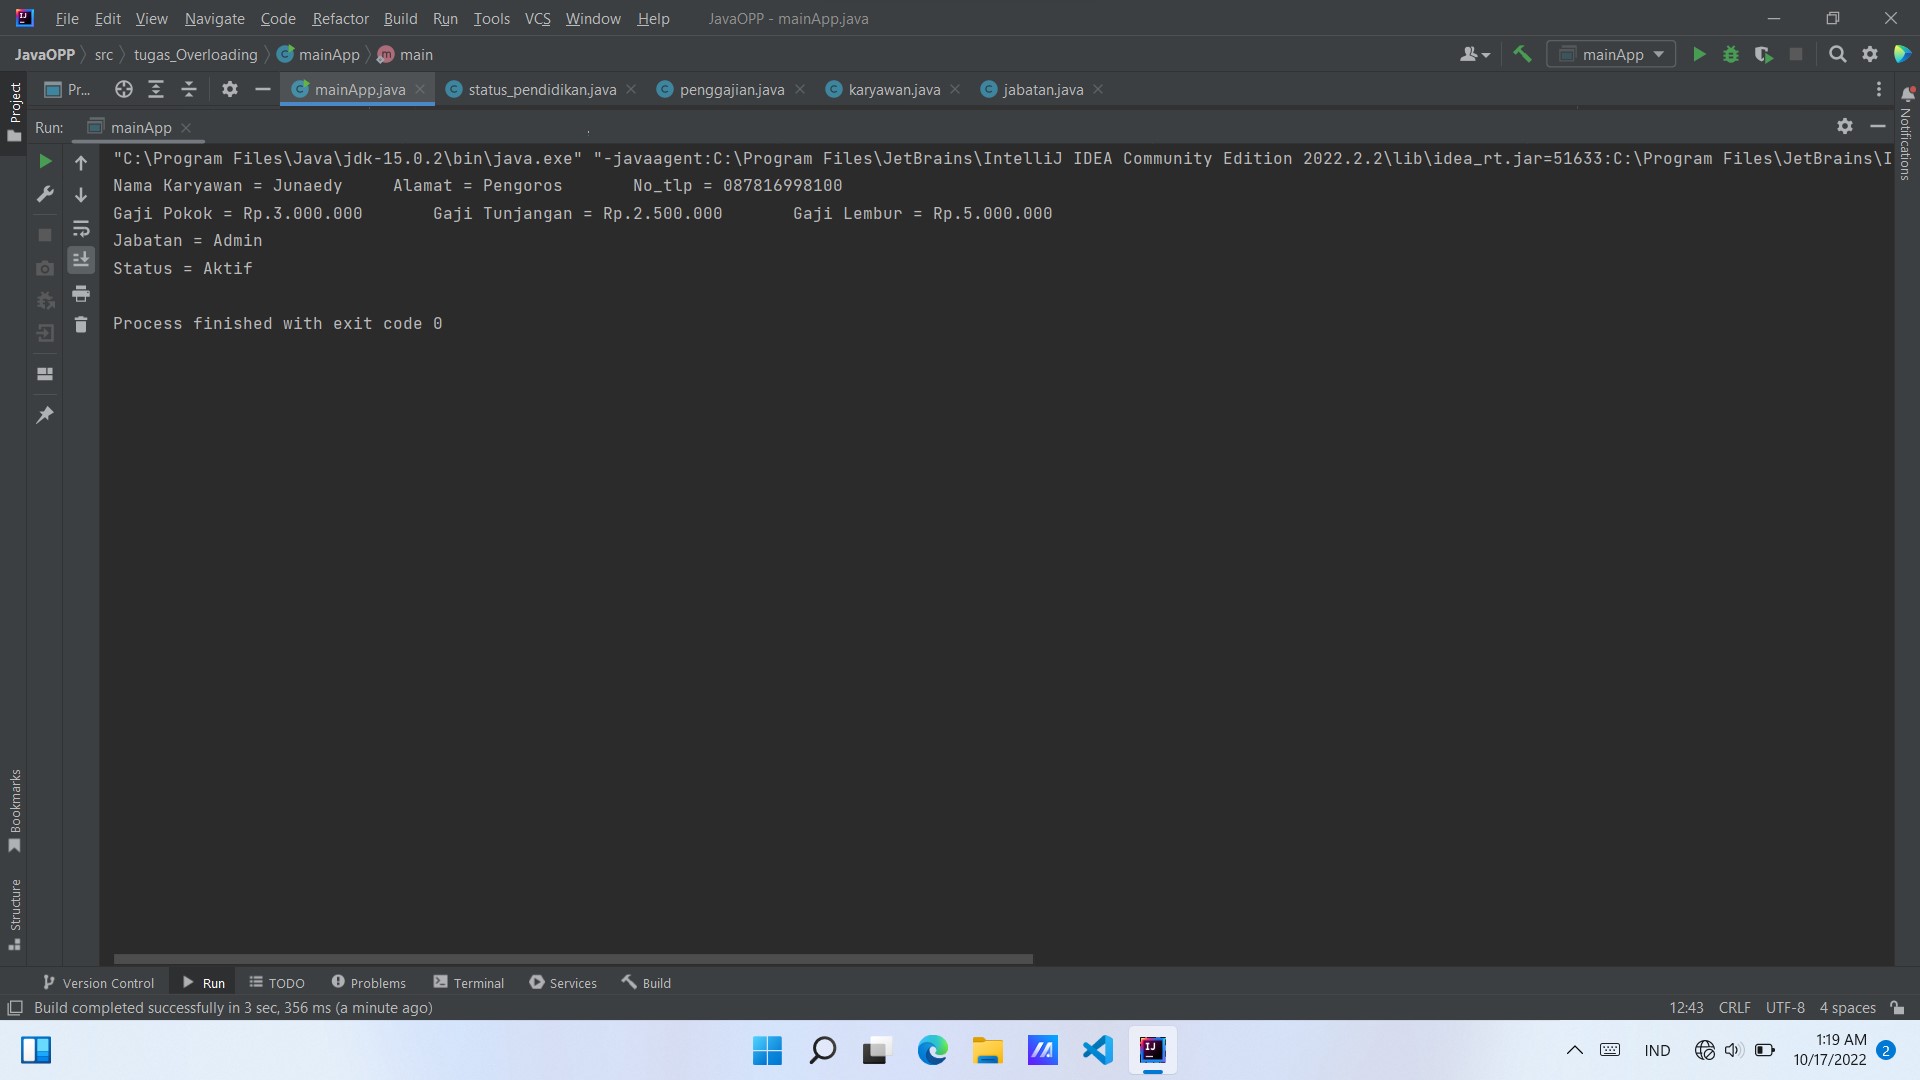 File Edit View Navigate Code Refactor Build Run Tools VCS Window Help JavaOPP - mainApp.java
JavaOPP src tugas_Overloading mainApp main mainApp
Project
Pr... mainApp.java status_pendidikan.java penggajian.java karyawan.java jabatan.java
Notifications
Run: mainApp
"C:\Program Files\Java\jdk-15.0.2\bin\java.exe" "-javaagent:C:\Program Files\JetBrains\IntelliJ IDEA Community Edition 2022.2.2\lib\idea_rt.jar=51633:C:\Program Files\JetBrains\I
Nama Karyawan = Junaedy     Alamat = Pengoros       No_tlp = 087816998100
Gaji Pokok = Rp.3.000.000       Gaji Tunjangan = Rp.2.500.000       Gaji Lembur = Rp.5.000.000
Jabatan = Admin
Status = Aktif
Process finished with exit code 0
Bookmarks
Structure
Version Control Run TODO Problems Terminal Services Build
Build completed successfully in 3 sec, 356 ms (a minute ago) 12:43 CRLF UTF-8 4 spaces
IND 1:19 AM
10/17/2022 2